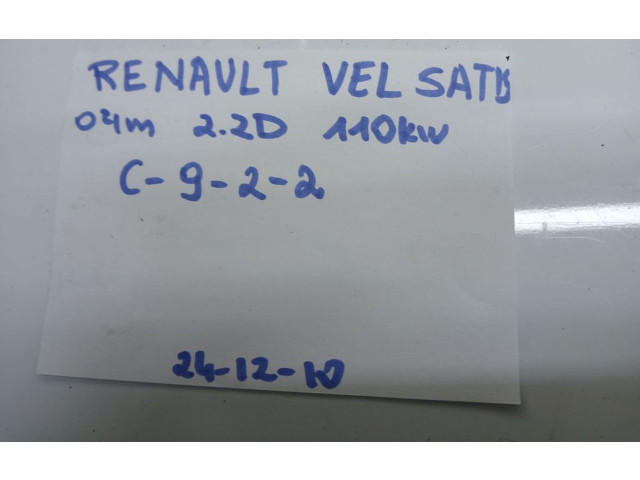 RENAULT VEL SATIS
04m 2.2D 110kw
C-9-2-2
24-12-10